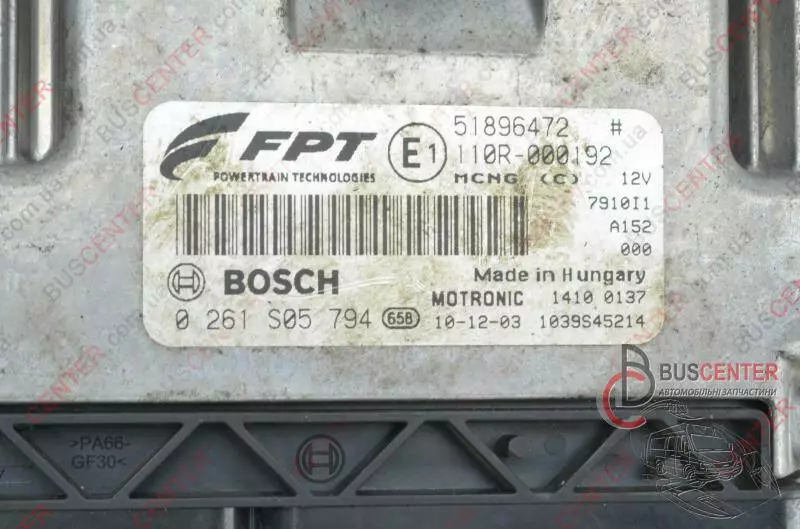 FPT
POWERTRAIN TECHNOLOGIES
E1
51896472 #
110R-000192
MCNG (C) 12V
7910I1
A152
000
BOSCH
Made in Hungary
MOTRONIC 1410 0137
0 261 S05 794 65B 10-12-03 1039S45214
BUSCENTER
АВТОМОБІЛЬНІ ЗАПЧАСТИНИ
>PA66-
GF30<